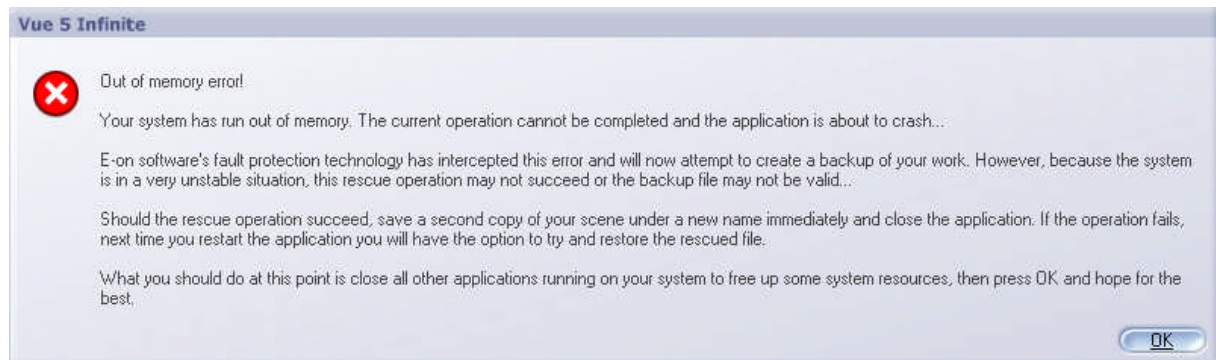 Vue 5 Infinite
Out of memory error!
Your system has run out of memory. The current operation cannot be completed and the application is about to crash...
E-on software's fault protection technology has intercepted this error and will now attempt to create a backup of your work. However, because the system
is in a very unstable situation, this rescue operation may not succeed or the backup file may not be valid...
Should the rescue operation succeed, save a second copy of your scene under a new name immediately and close the application. If the operation fails,
next time you restart the application you will have the option to try and restore the rescued file.
What you should do at this point is close all other applications running on your system to free up some system resources, then press OK and hope for the
best.
OK